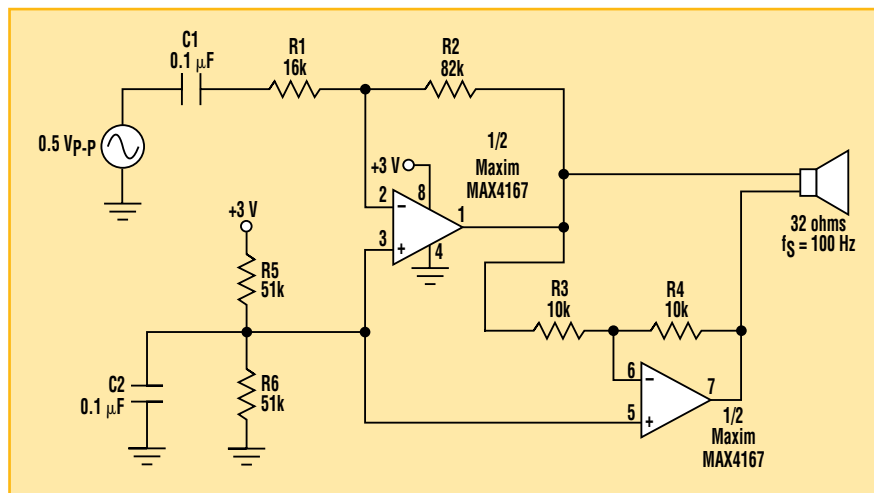 C1
0.1 μF
R1
16k
R2
82k
0.5 VP-P
+3 V
1/2
Maxim
MAX4167
2
8
1
3
4
−
+
+3 V
R5
51k
32 ohms
fS = 100 Hz
R3
10k
R4
10k
C2
0.1 μF
R6
51k
6
7
5
−
+
1/2
Maxim
MAX4167